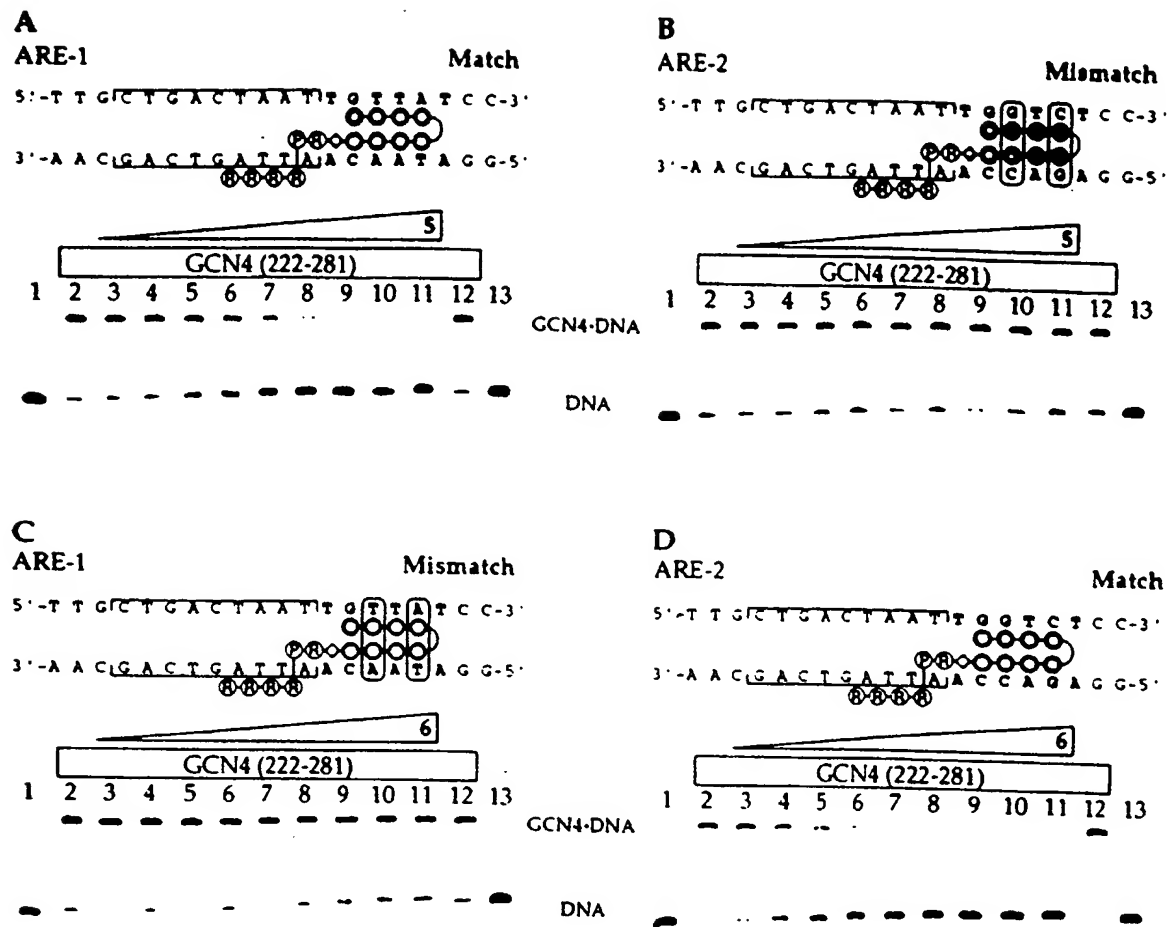 A
ARE-1 Match
5'-T T G C T G A C T A A T T G T T A T C C-3'
P R
3'-A A C G A C T G A T T A A C A A T A G G-5'
R R R R
5
GCN4 (222-281)
1 2 3 4 5 6 7 8 9 10 11 12 13
B
ARE-2 Mismatch
5'-T T G C T G A C T A A T T G G T C T C C-3'
P R
3'-A A C G A C T G A T T A A C C A G A G G-5'
R R R R
5
GCN4 (222-281)
1 2 3 4 5 6 7 8 9 10 11 12 13
GCN4·DNA
DNA
C
ARE-1 Mismatch
5'-T T G C T G A C T A A T T G T T A T C C-3'
P R
3'-A A C G A C T G A T T A A C A A T A G G-5'
R R R R
6
GCN4 (222-281)
1 2 3 4 5 6 7 8 9 10 11 12 13
D
ARE-2 Match
5'-T T G C T G A C T A A T T G G T C T C C-3'
P R
3'-A A C G A C T G A T T A A C C A G A G G-5'
R R R R
6
GCN4 (222-281)
1 2 3 4 5 6 7 8 9 10 11 12 13
GCN4·DNA
DNA